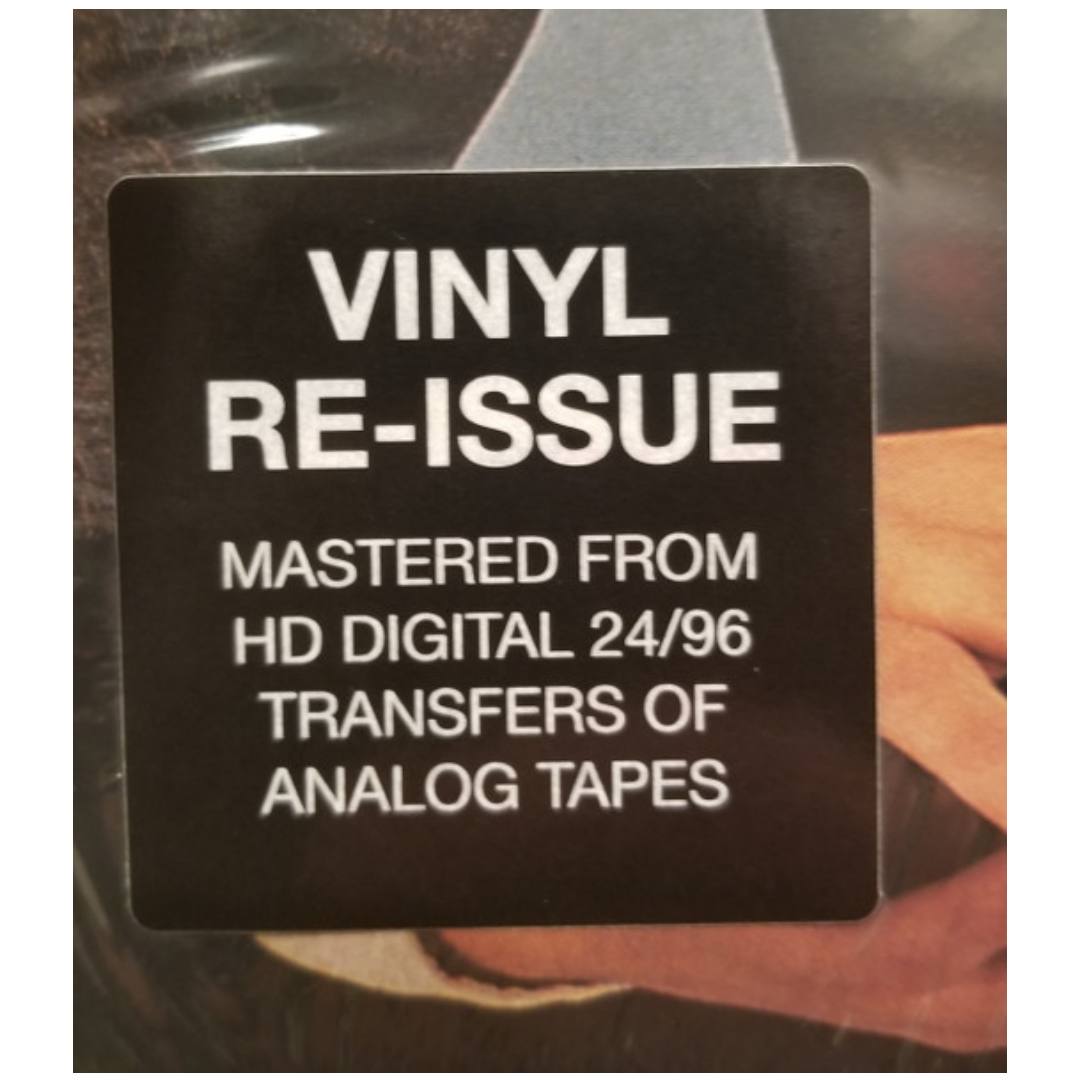 VINYL
RE-ISSUE
MASTERED FROM
HD DIGITAL 24/96
TRANSFERS OF
ANALOG TAPES